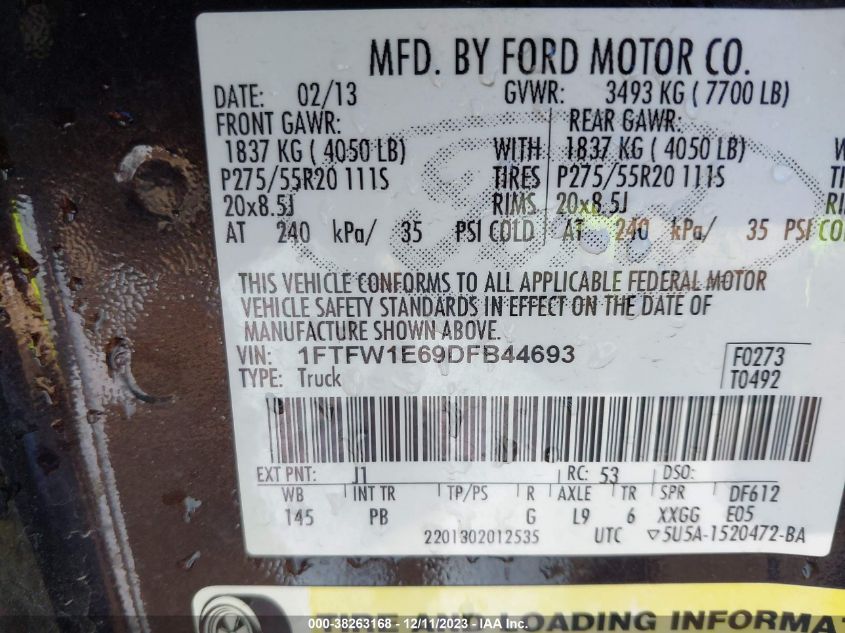 MFD. BY FORD MOTOR CO.
DATE: 02/13 GVWR: 3493 KG ( 7700 LB)
FRONT GAWR: REAR GAWR:
1837 KG ( 4050 LB) WITH 1837 KG ( 4050 LB)
P275/55R20 111S TIRES P275/55R20 111S
20x8.5J RIMS 20x8.5J
AT 240 kPa/ 35 PSI COLD AT 240 kPa/ 35 PSI
THIS VEHICLE CONFORMS TO ALL APPLICABLE FEDERAL MOTOR
VEHICLE SAFETY STANDARDS IN EFFECT ON THE DATE OF
MANUFACTURE SHOWN ABOVE.
VIN: 1FTFW1E69DFB44693 F0273
TYPE: Truck T0492
EXT PNT: J1 RC: 53 DSO:
WB INT TR TP/PS R AXLE TR SPR DF612
145 PB G L9 6 XXGG E05
2201302012535 UTC ▽5U5A-1520472-BA
TIRE AND LOADING
000-38263168 - 12/11/2023 - IAA Inc.